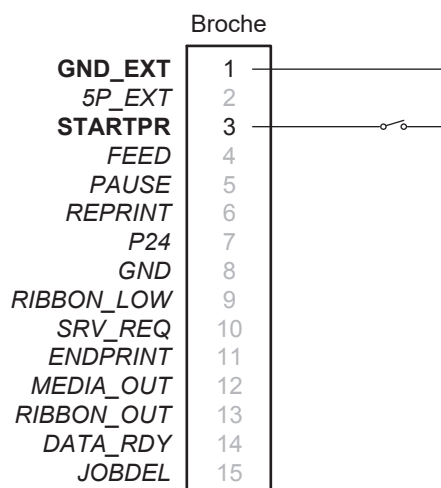 Broche
GND_EXT 1
5P_EXT 2
STARTPR 3
FEED 4
PAUSE 5
REPRINT 6
P24 7
GND 8
RIBBON_LOW 9
SRV_REQ 10
ENDPRINT 11
MEDIA_OUT 12
RIBBON_OUT 13
DATA_RDY 14
JOBDEL 15